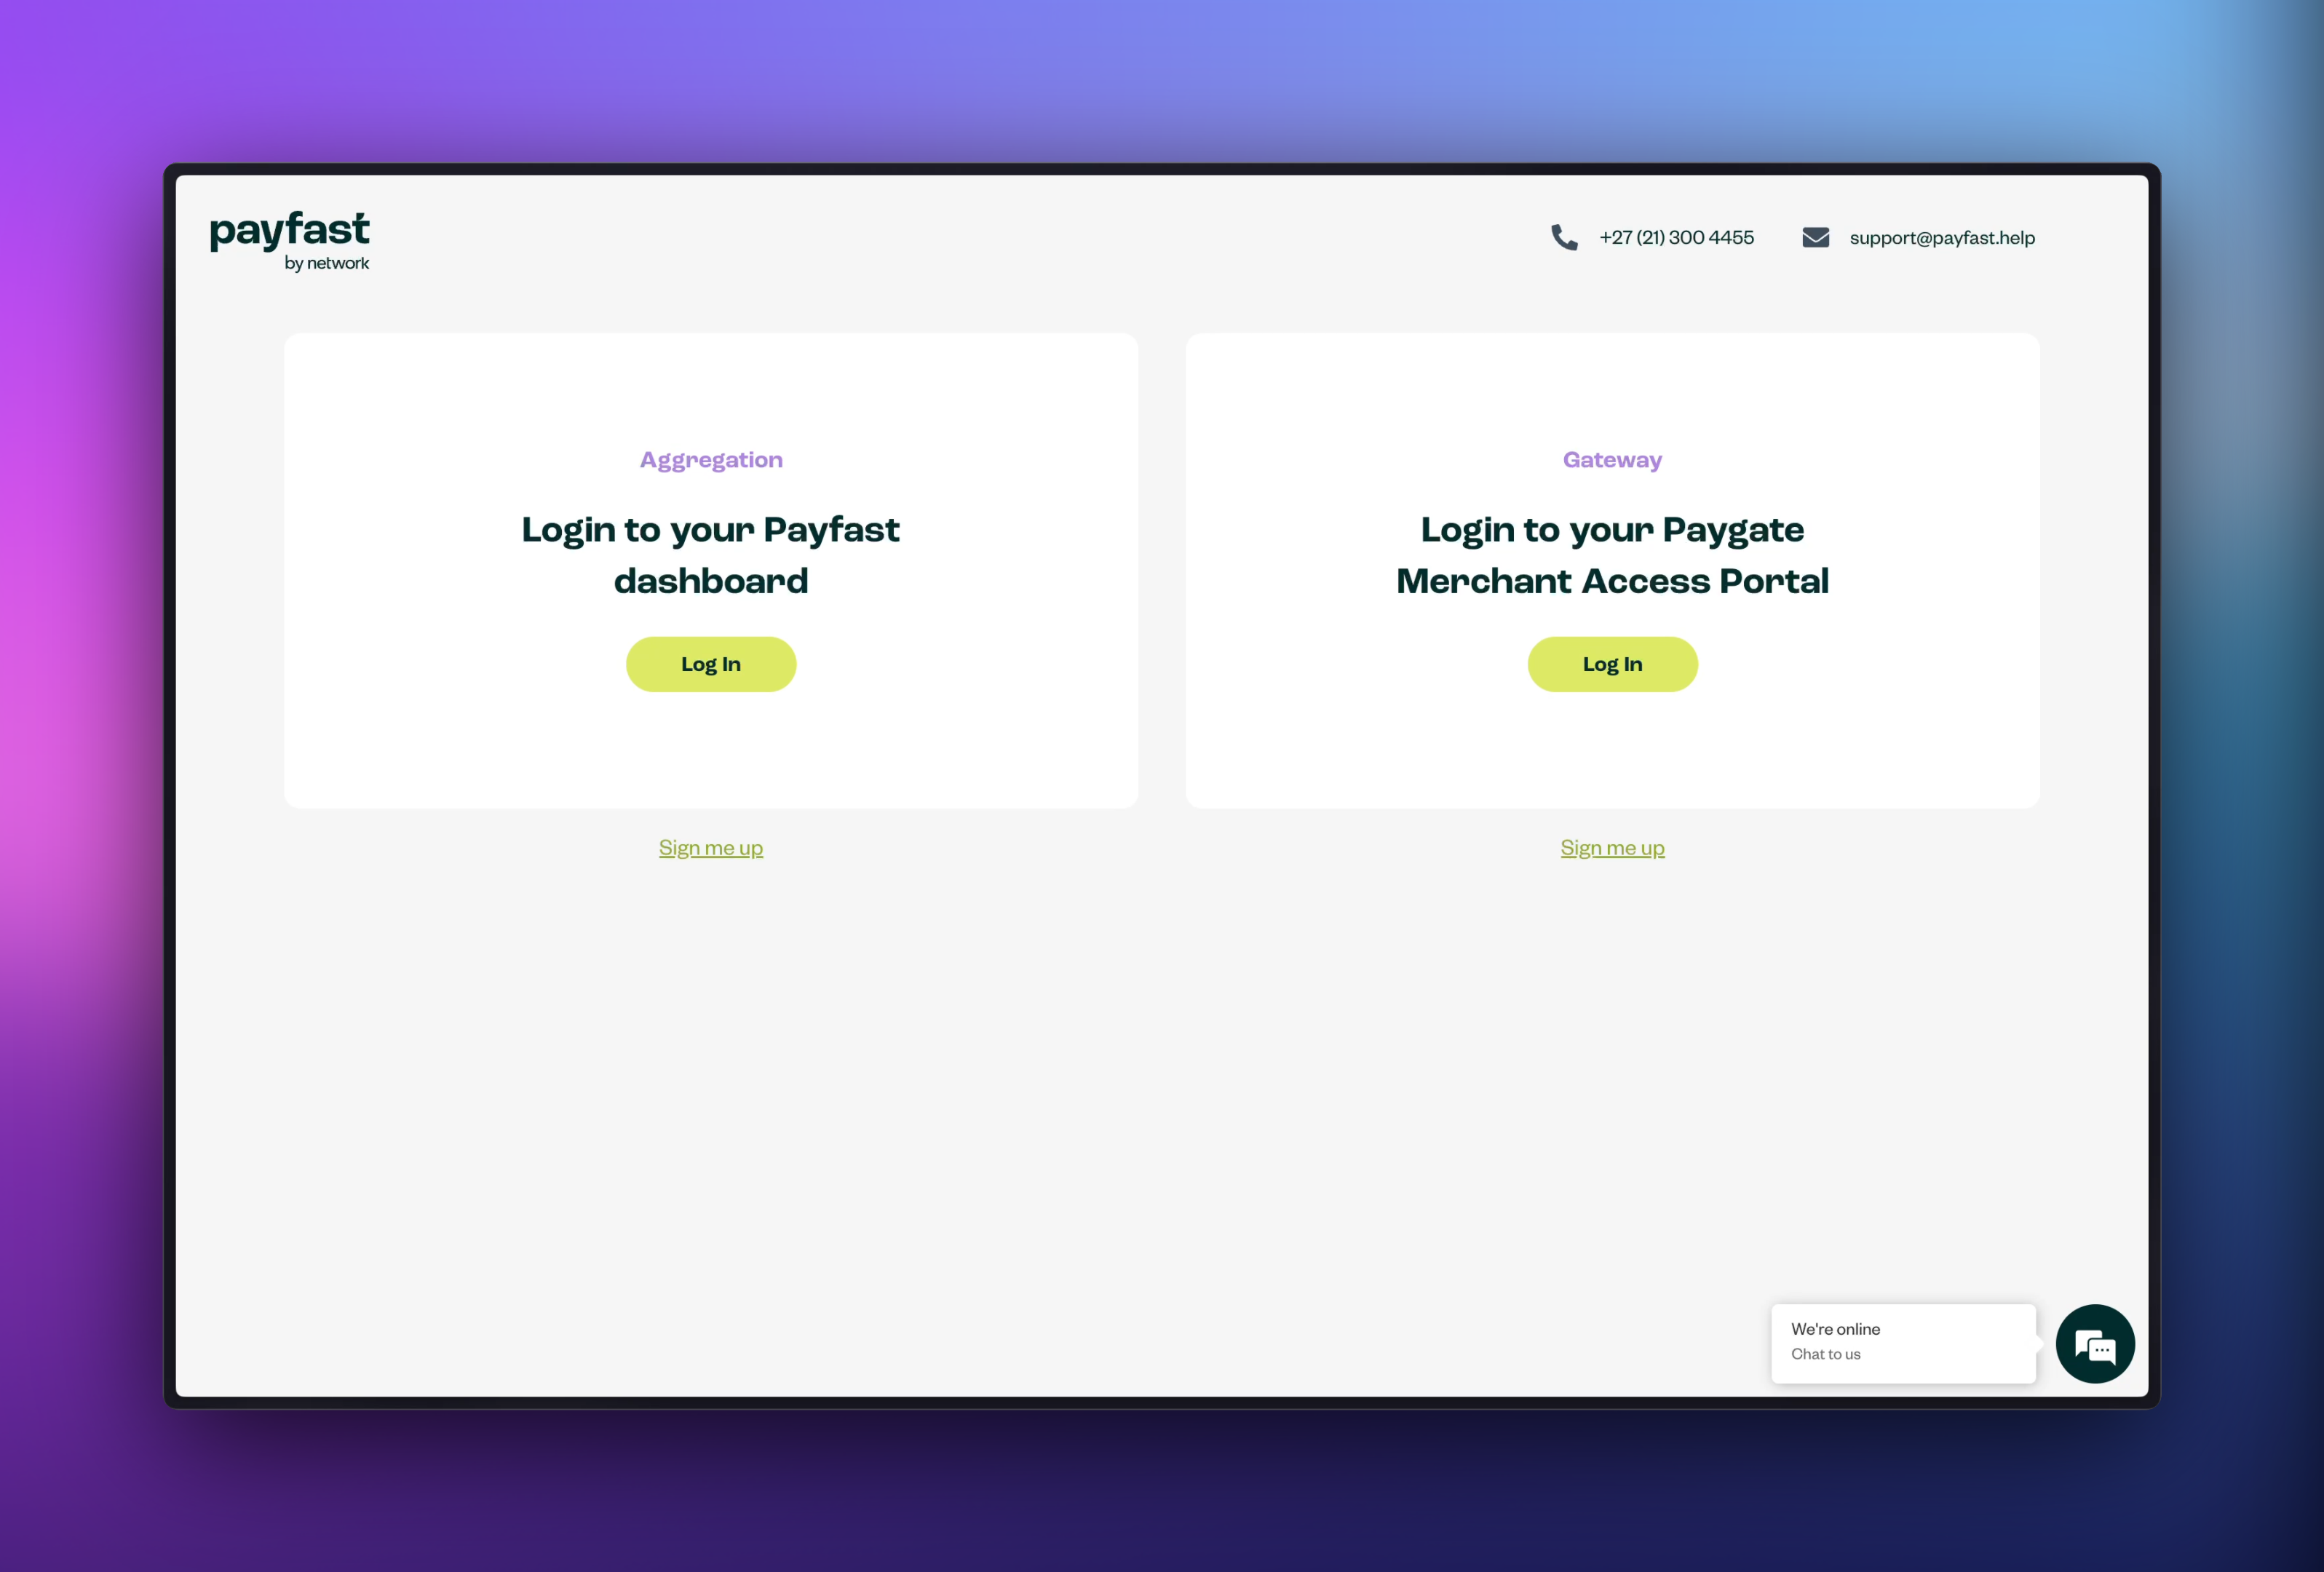 payfast
by network
+27 (21) 300 4455
support@payfast.help
Aggregation
Login to your Payfast
dashboard
Log In
Sign me up
Gateway
Login to your Paygate
Merchant Access Portal
Log In
Sign me up
We're online
Chat to us